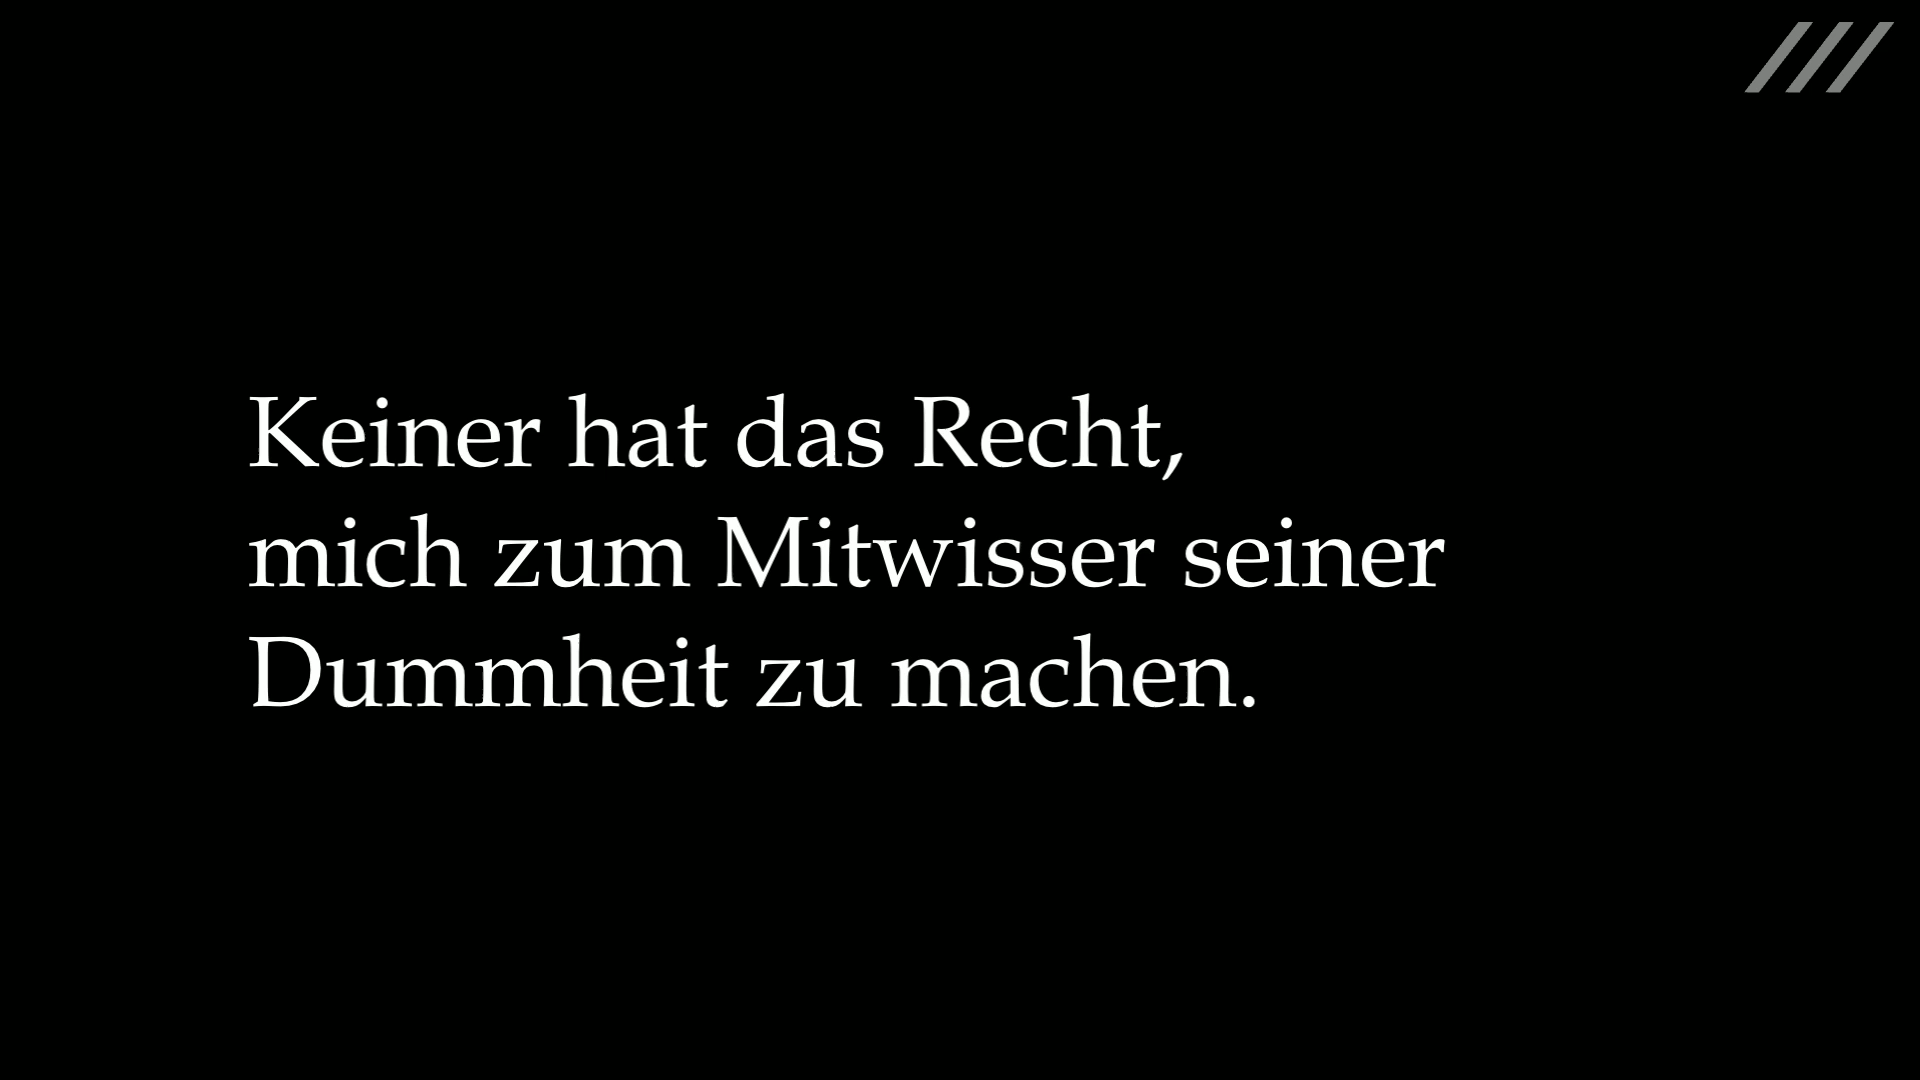 Keiner hat das Recht,
mich zum Mitwisser seiner
Dummheit zu machen.